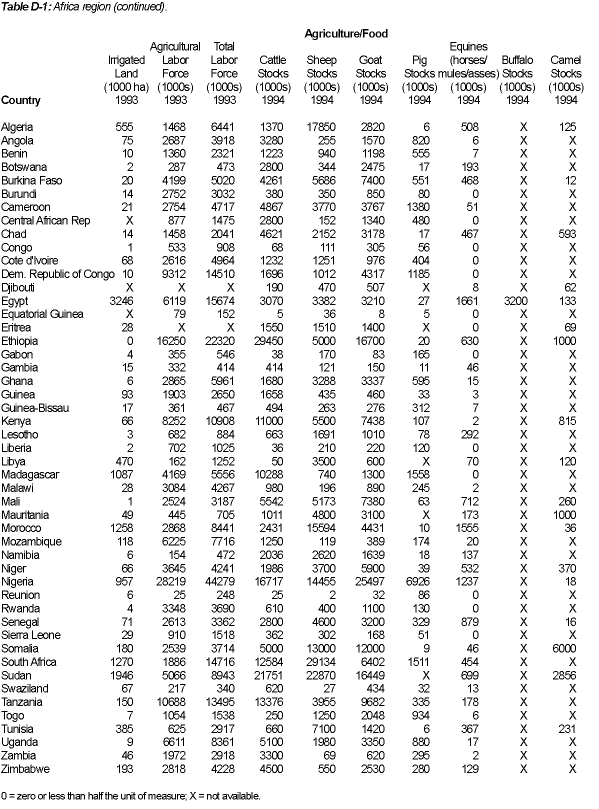 Table D-1: Africa region (continued).
Agriculture/Food
Agricultural Total Equines
Irrigated Labor Labor Cattle Sheep Goat Pig (horses/ Buffalo Camel
Land Force Force Stocks Stocks Stocks Stocks mules/asses) Stocks Stocks
(1000 ha) (1000s) (1000s) (1000s) (1000s) (1000s) (1000s) (1000s) (1000s) (1000s)
Country 1993 1993 1993 1994 1994 1994 1994 1994 1994 1994
Algeria 555 1468 6441 1370 17850 2820 6 508 X 125
Angola 75 2687 3918 3280 255 1570 820 6 X X
Benin 10 1360 2321 1223 940 1198 555 7 X X
Botswana 2 287 473 2800 344 2475 17 193 X X
Burkina Faso 20 4199 5020 4261 5686 7400 551 468 X 12
Burundi 14 2752 3032 380 350 850 80 0 X X
Cameroon 21 2754 4717 4867 3770 3767 1380 51 X X
Central African Rep X 877 1475 2800 152 1340 480 0 X X
Chad 14 1458 2041 4621 2152 3178 17 467 X 593
Congo 1 533 908 68 111 305 56 0 X X
Cote d'Ivoire 68 2616 4964 1232 1251 976 404 0 X X
Dem. Republic of Congo 10 9312 14510 1696 1012 4317 1185 0 X X
Djibouti X X X 190 470 507 X 8 X 62
Egypt 3246 6119 15674 3070 3382 3210 27 1661 3200 133
Equatorial Guinea X 79 152 5 36 8 5 0 X X
Eritrea 28 X X 1550 1510 1400 X 0 X 69
Ethiopia 0 16250 22320 29450 5000 16700 20 630 X 1000
Gabon 4 355 546 38 170 83 165 0 X X
Gambia 15 332 414 414 121 150 11 46 X X
Ghana 6 2865 5961 1680 3288 3337 595 15 X X
Guinea 93 1903 2650 1658 435 460 33 3 X X
Guinea-Bissau 17 361 467 494 263 276 312 7 X X
Kenya 66 8252 10908 11000 5500 7438 107 2 X 815
Lesotho 3 682 884 663 1691 1010 78 292 X X
Liberia 2 702 1025 36 210 220 120 0 X X
Libya 470 162 1252 50 3500 600 X 70 X 120
Madagascar 1087 4169 5556 10288 740 1300 1558 0 X X
Malawi 28 3084 4267 980 196 890 245 2 X X
Mali 1 2524 3187 5542 5173 7380 63 712 X 260
Mauritania 49 445 705 1011 4800 3100 X 173 X 1000
Morocco 1258 2868 8441 2431 15594 4431 10 1555 X 36
Mozambique 118 6225 7716 1250 119 389 174 20 X X
Namibia 6 154 472 2036 2620 1639 18 137 X X
Niger 66 3645 4241 1986 3700 5900 39 532 X 370
Nigeria 957 28219 44279 16717 14455 25497 6926 1237 X 18
Reunion 6 25 248 25 2 32 86 0 X X
Rwanda 4 3348 3690 610 400 1100 130 0 X X
Senegal 71 2613 3362 2800 4600 3200 329 879 X 16
Sierra Leone 29 910 1518 362 302 168 51 0 X X
Somalia 180 2539 3714 5000 13000 12000 9 46 X 6000
South Africa 1270 1886 14716 12584 29134 6402 1511 454 X X
Sudan 1946 5066 8943 21751 22870 16449 X 699 X 2856
Swaziland 67 217 340 620 27 434 32 13 X X
Tanzania 150 10688 13495 13376 3955 9682 335 178 X X
Togo 7 1054 1538 250 1250 2048 934 6 X X
Tunisia 385 625 2917 660 7100 1420 6 367 X 231
Uganda 9 6611 8361 5100 1980 3350 880 17 X X
Zambia 46 1972 2918 3300 69 620 295 2 X X
Zimbabwe 193 2818 4228 4500 550 2530 280 129 X X
0 = zero or less than half the unit of measure; X = not available.